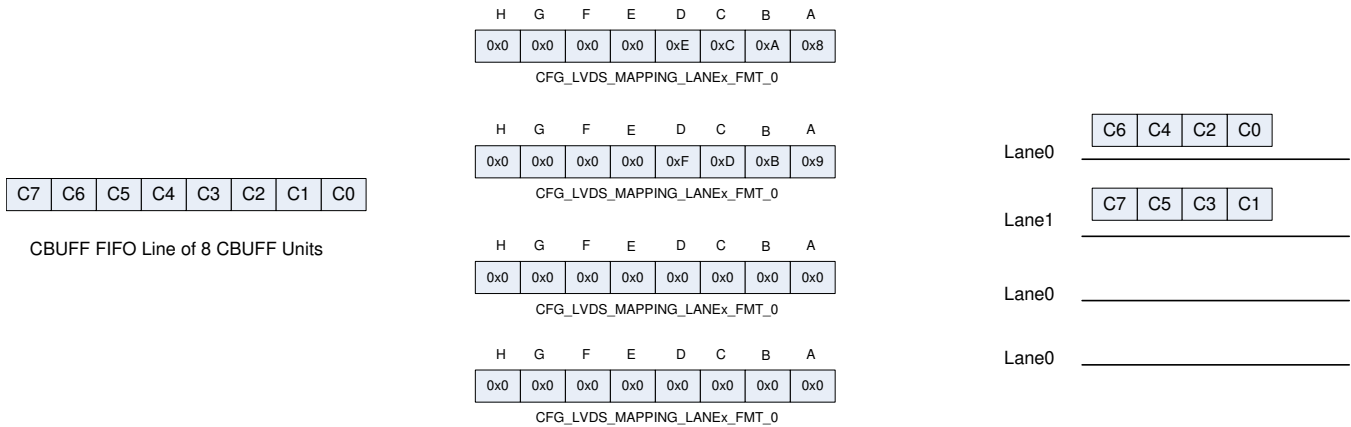 H G F E D C B A
0x0 0x0 0x0 0x0 0xE 0xC 0xA 0x8
CFG_LVDS_MAPPING_LANEx_FMT_0
H G F E D C B A
0x0 0x0 0x0 0x0 0xF 0xD 0xB 0x9
CFG_LVDS_MAPPING_LANEx_FMT_0
C7 C6 C5 C4 C3 C2 C1 C0
CBUFF FIFO Line of 8 CBUFF Units
H G F E D C B A
0x0 0x0 0x0 0x0 0x0 0x0 0x0 0x0
CFG_LVDS_MAPPING_LANEx_FMT_0
H G F E D C B A
0x0 0x0 0x0 0x0 0x0 0x0 0x0 0x0
CFG_LVDS_MAPPING_LANEx_FMT_0
C6 C4 C2 C0
Lane0
C7 C5 C3 C1
Lane1
Lane0
Lane0